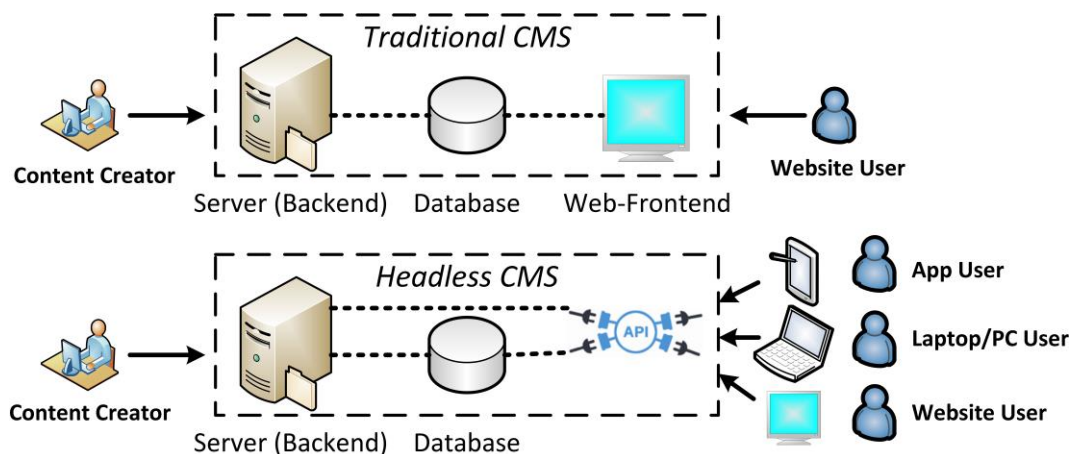 Traditional CMS
Content Creator
Website User
Server (Backend) Database Web-Frontend
Headless CMS
App User
API
Laptop/PC User
Content Creator
Website User
Server (Backend) Database